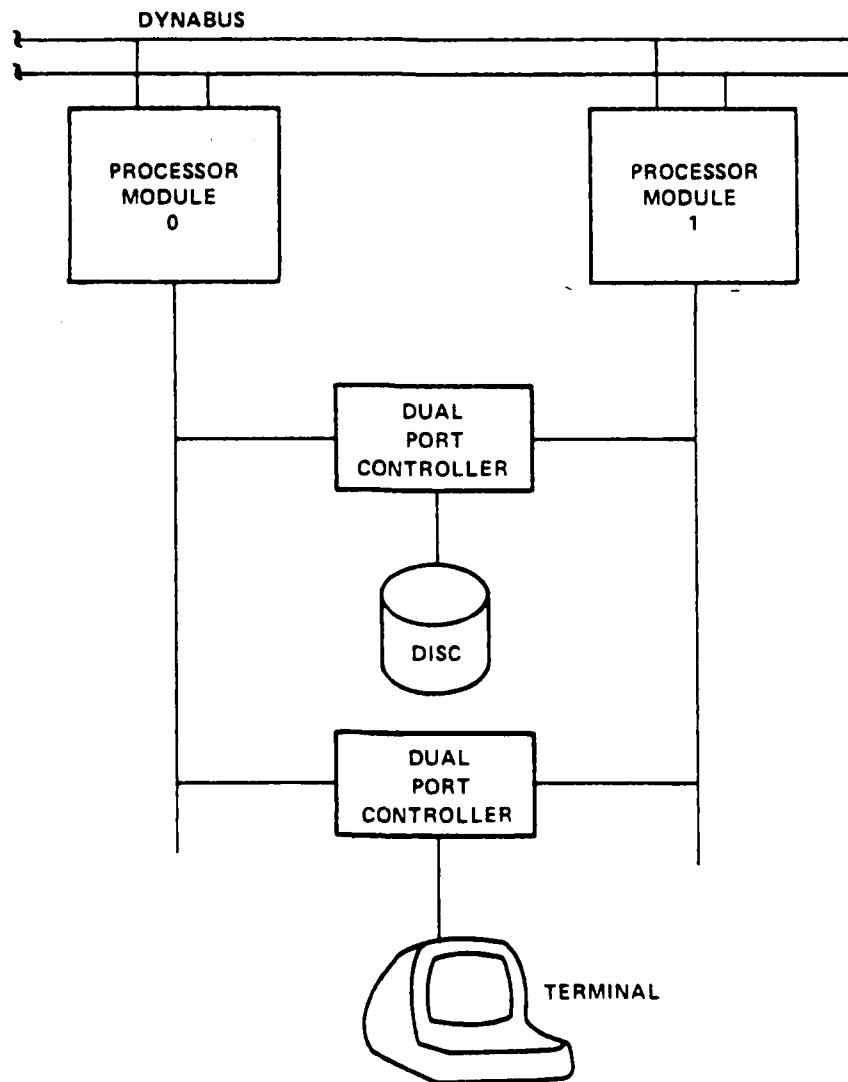 DYNABUS
PROCESSOR
MODULE
0
PROCESSOR
MODULE
1
DUAL
PORT
CONTROLLER
DISC
DUAL
PORT
CONTROLLER
TERMINAL